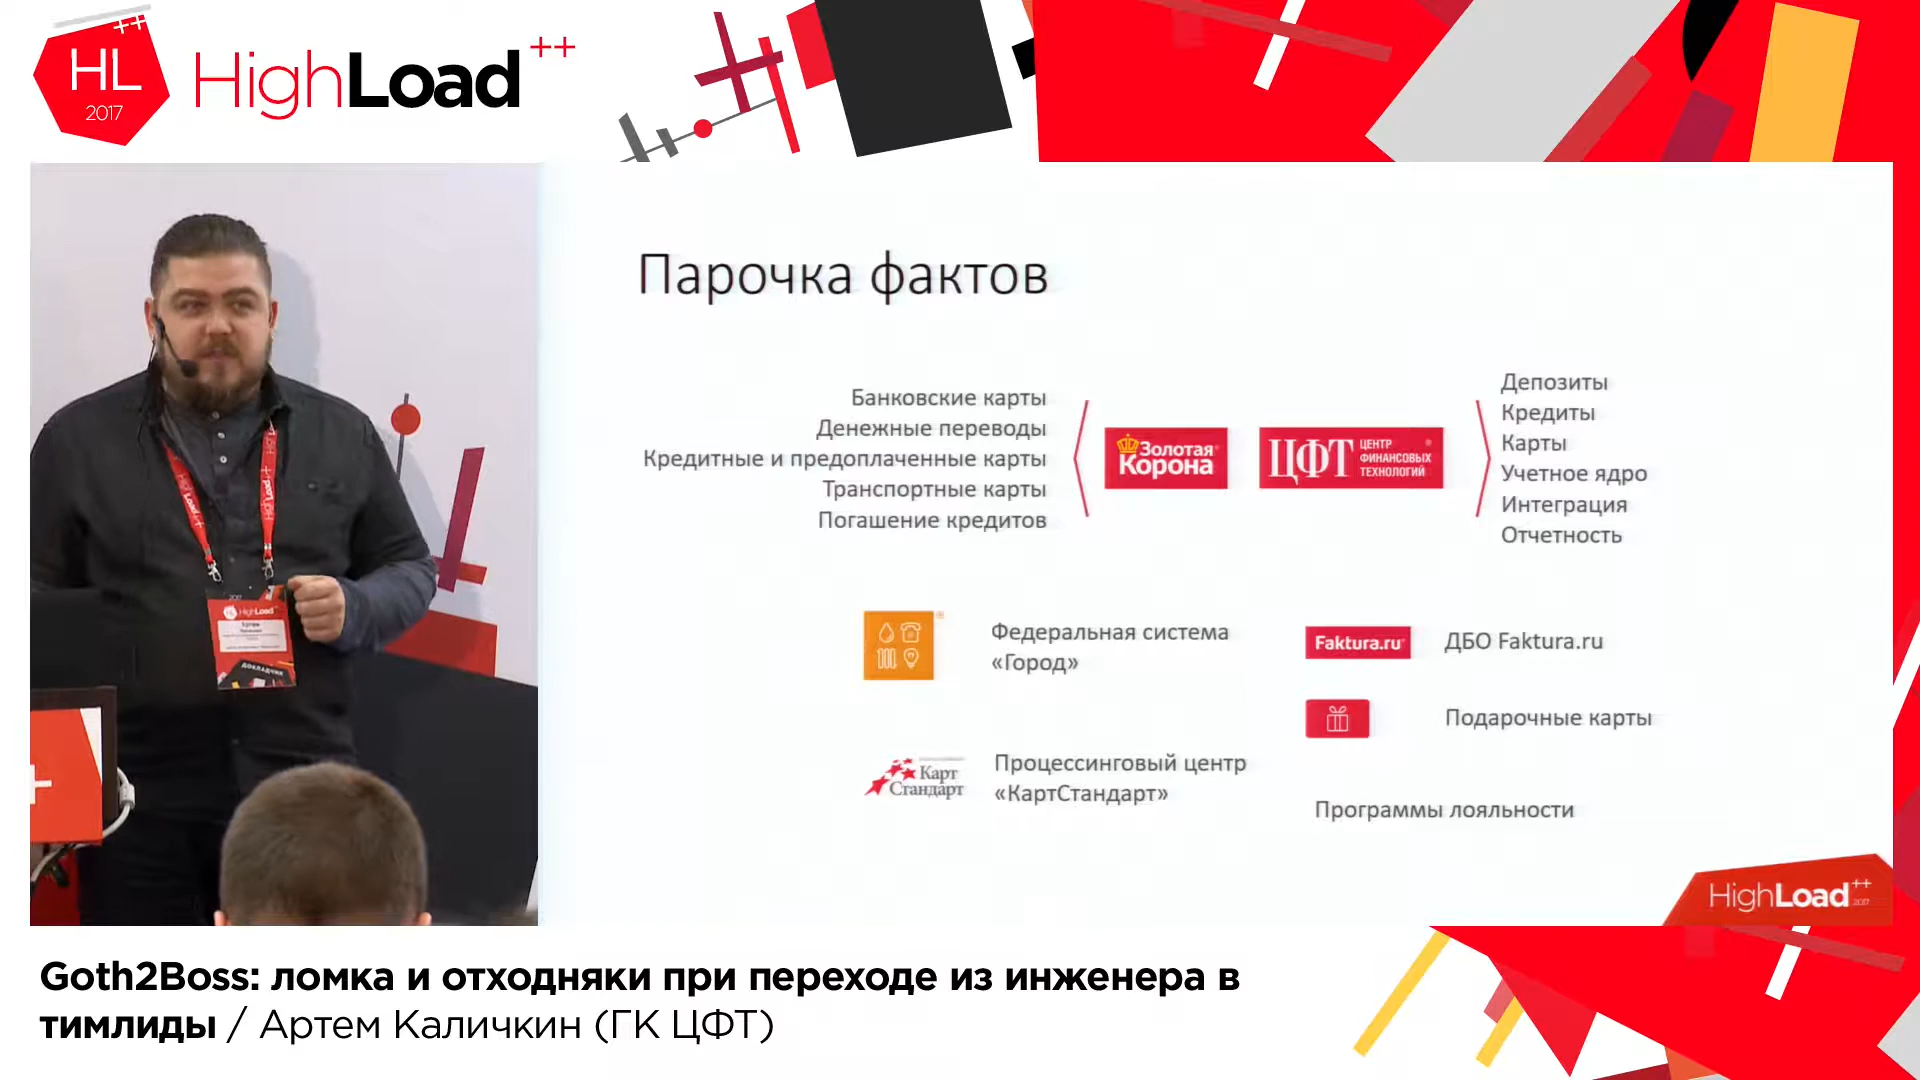 HL
++
2017
HighLoad++
Парочка фактов
Банковские карты
Денежные переводы
Кредитные и предоплаченные карты
Транспортные карты
Погашение кредитов
Золотая
Корона
ЦФТ
ЦЕНТР
ФИНАНСОВЫХ
ТЕХНОЛОГИЙ
Депозиты
Кредиты
Карты
Учетное ядро
Интеграция
Отчетность
Федеральная система
«Город»
Faktura.ru
ДБО Faktura.ru
Подарочные карты
Карт
Стандарт
Процессинговый центр
«КартСтандарт»
Программы лояльности
HighLoad++
2017
HighLoad
ДОКЛАДЧИК
Goth2Boss: ломка и отходняки при переходе из инженера в
тимлиды / Артем Каличкин (ГК ЦФТ)